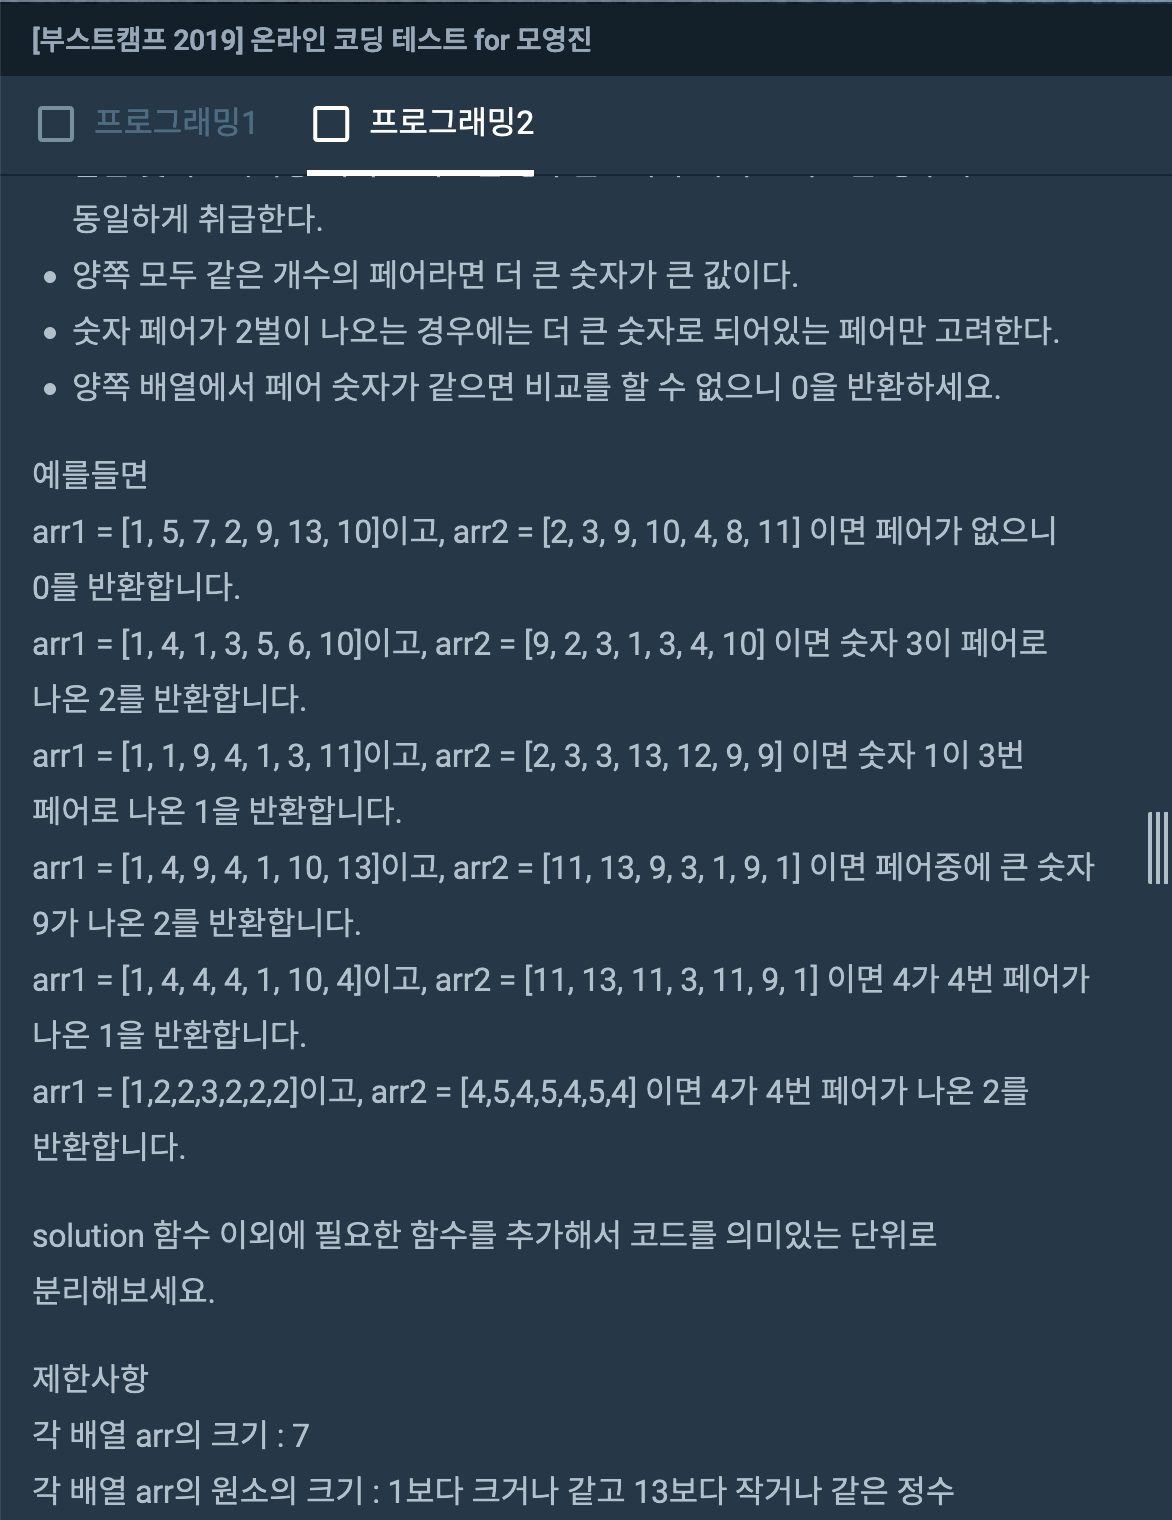 [부스트캠프 2019] 온라인 코딩 테스트 for 모영진
프로그래밍1 프로그래밍2
동일하게 취급한다.
• 양쪽 모두 같은 개수의 페어라면 더 큰 숫자가 큰 값이다.
• 숫자 페어가 2벌이 나오는 경우에는 더 큰 숫자로 되어있는 페어만 고려한다.
• 양쪽 배열에서 페어 숫자가 같으면 비교를 할 수 없으니 0을 반환하세요.
예를들면
arr1 = [1, 5, 7, 2, 9, 13, 10]이고, arr2 = [2, 3, 9, 10, 4, 8, 11] 이면 페어가 없으니
0를 반환합니다.
arr1 = [1, 4, 1, 3, 5, 6, 10]이고, arr2 = [9, 2, 3, 1, 3, 4, 10] 이면 숫자 3이 페어로
나온 2를 반환합니다.
arr1 = [1, 1, 9, 4, 1, 3, 11]이고, arr2 = [2, 3, 3, 13, 12, 9, 9] 이면 숫자 1이 3번
페어로 나온 1을 반환합니다.
arr1 = [1, 4, 9, 4, 1, 10, 13]이고, arr2 = [11, 13, 9, 3, 1, 9, 1] 이면 페어중에 큰 숫자
9가 나온 2를 반환합니다.
arr1 = [1, 4, 4, 4, 1, 10, 4]이고, arr2 = [11, 13, 11, 3, 11, 9, 1] 이면 4가 4번 페어가
나온 1을 반환합니다.
arr1 = [1,2,2,3,2,2,2]이고, arr2 = [4,5,4,5,4,5,4] 이면 4가 4번 페어가 나온 2를
반환합니다.
solution 함수 이외에 필요한 함수를 추가해서 코드를 의미있는 단위로
분리해보세요.
제한사항
각 배열 arr의 크기 : 7
각 배열 arr의 원소의 크기 : 1보다 크거나 같고 13보다 작거나 같은 정수